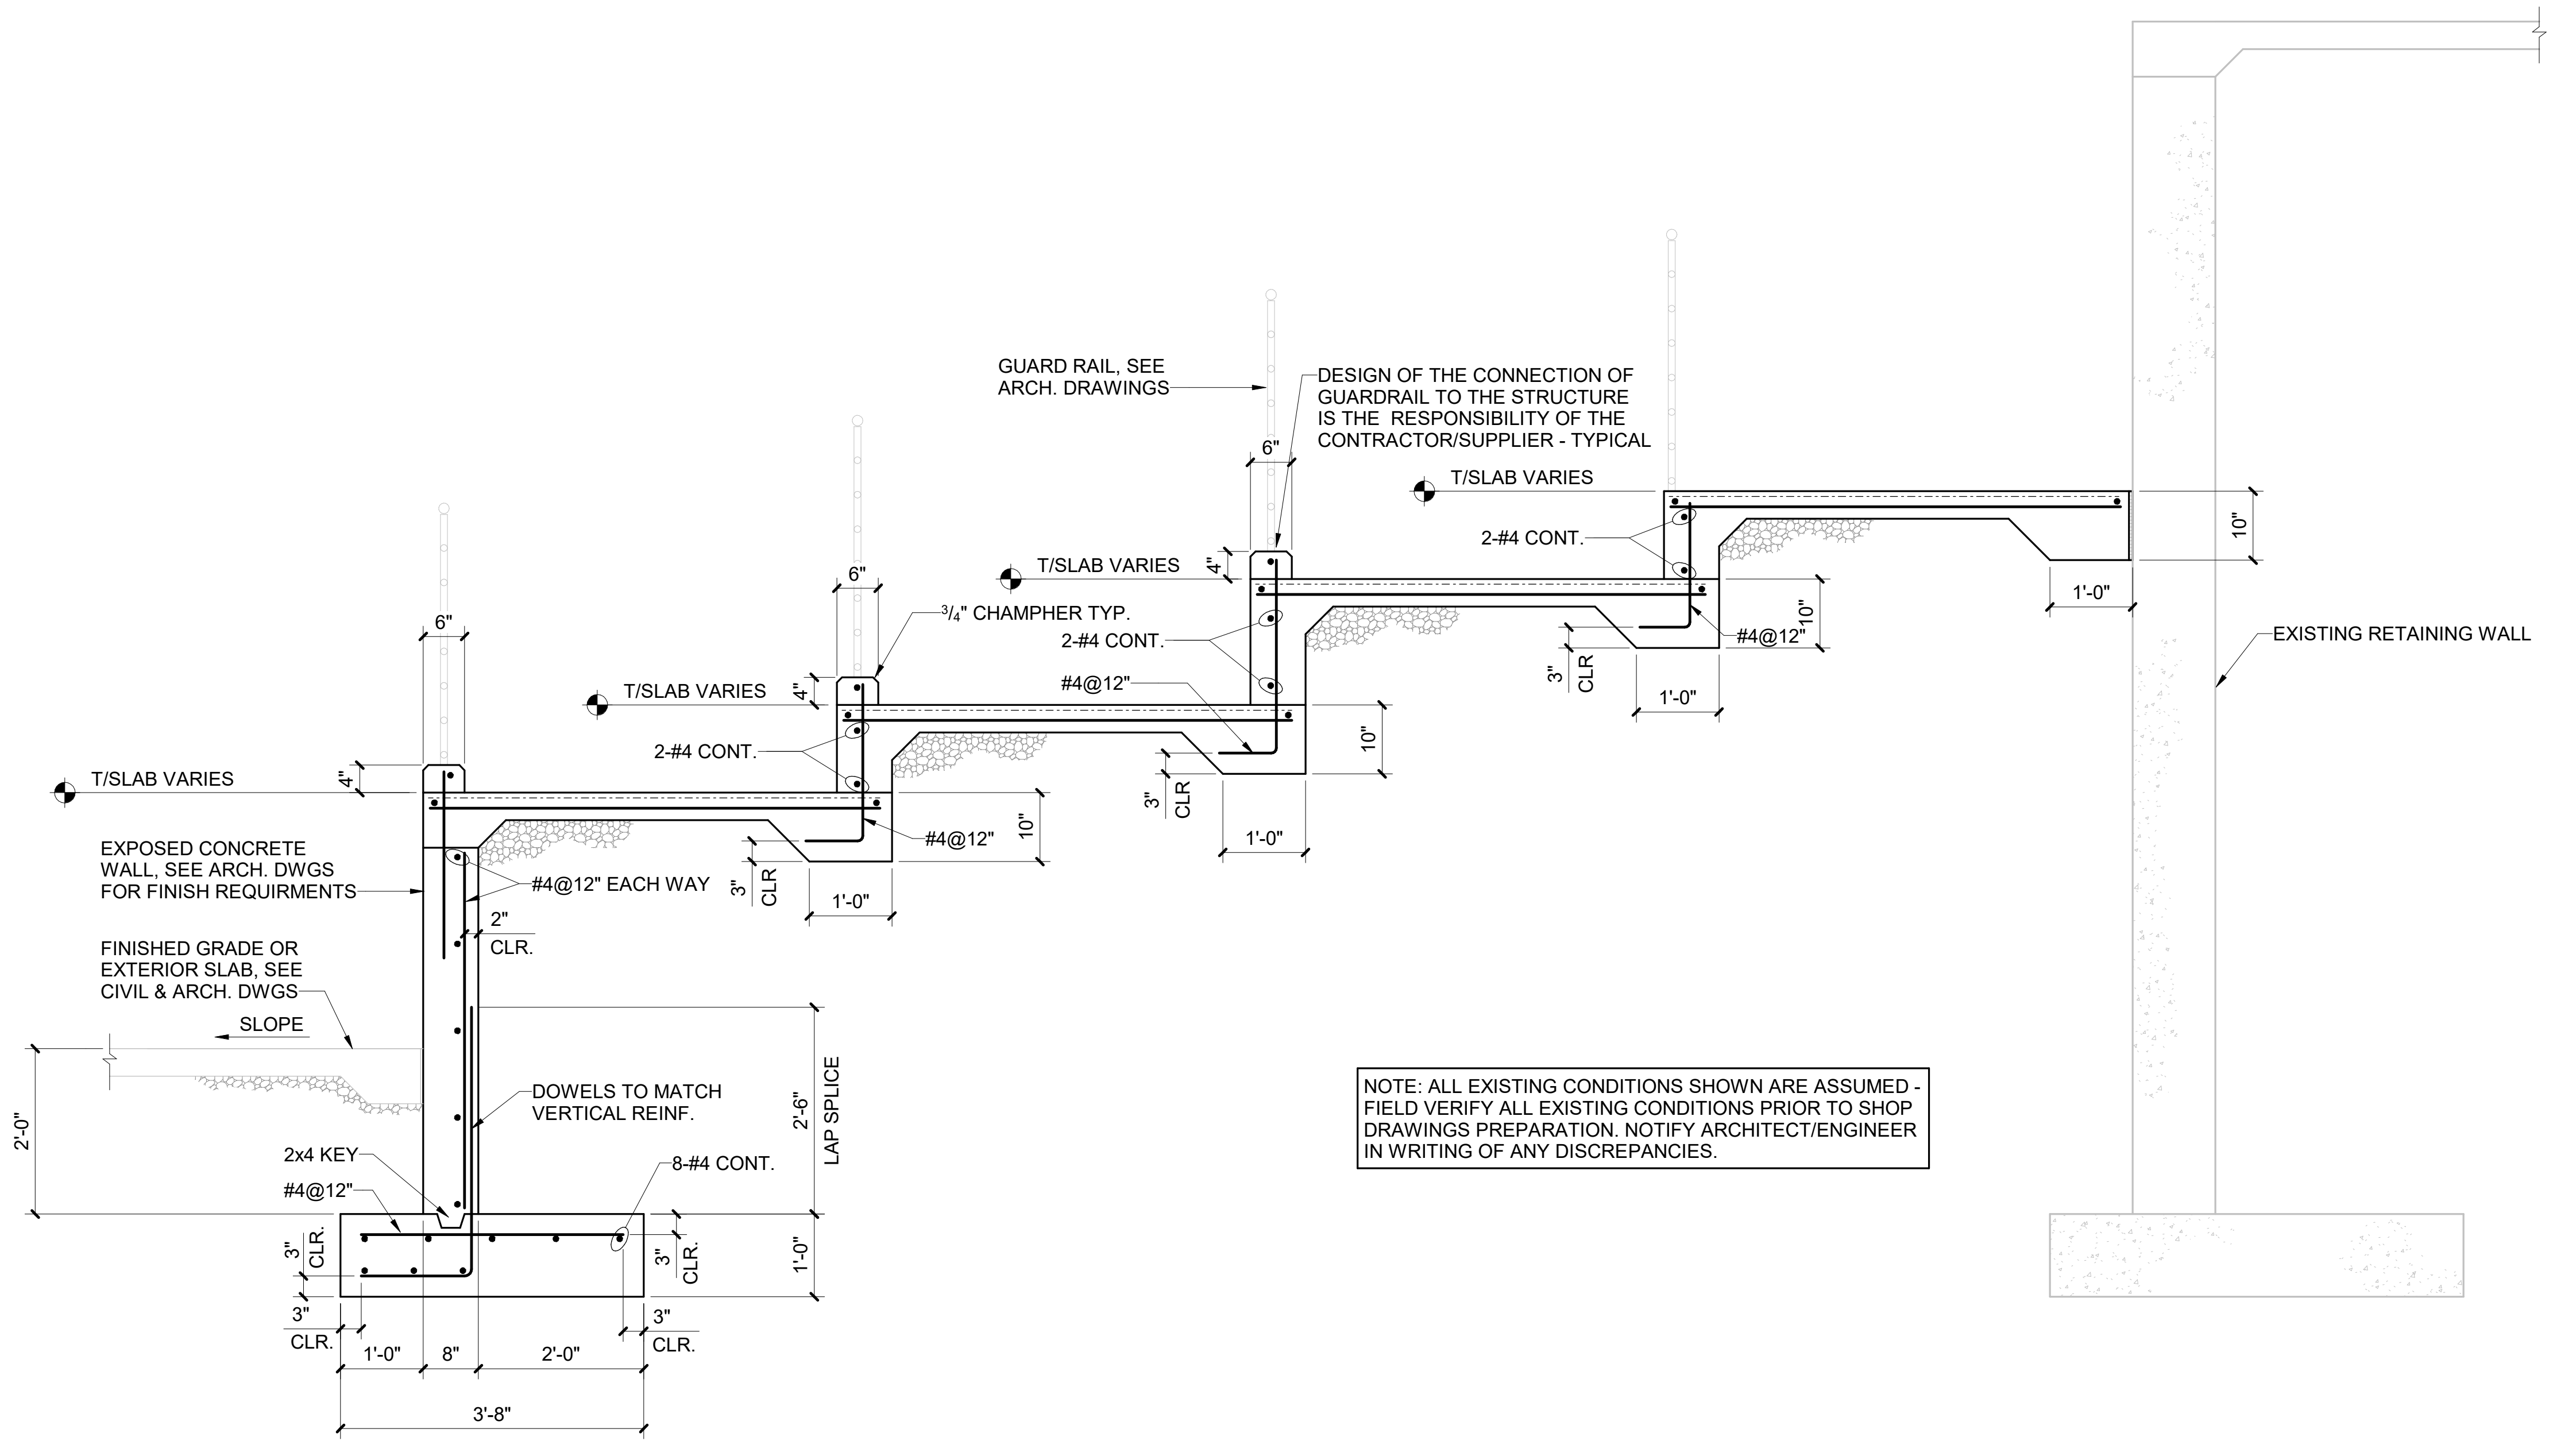 GUARD RAIL, SEE
ARCH. DRAWINGS
DESIGN OF THE CONNECTION OF
GUARDRAIL TO THE STRUCTURE
IS THE  RESPONSIBILITY OF THE
CONTRACTOR/SUPPLIER - TYPICAL
6"
T/SLAB VARIES
10"
2-#4 CONT.
4"
T/SLAB VARIES
6"
3/4" CHAMPHER TYP.
1'-0"
10"
#4@12"
EXISTING RETAINING WALL
2-#4 CONT.
3"
CLR
1'-0"
6"
T/SLAB VARIES
4"
#4@12"
10"
2-#4 CONT.
3"
CLR
1'-0"
T/SLAB VARIES
4"
10"
#4@12"
EXPOSED CONCRETE
WALL, SEE ARCH. DWGS
FOR FINISH REQUIRMENTS
#4@12" EACH WAY
3"
CLR
1'-0"
2"
CLR.
FINISHED GRADE OR
EXTERIOR SLAB, SEE
CIVIL & ARCH. DWGS
SLOPE
2'-0"
DOWELS TO MATCH
VERTICAL REINF.
2'-6"
LAP SPLICE
2x4 KEY
#4@12"
8-#4 CONT.
3"
CLR.
3"
CLR.
1'-0"
3"
CLR.
3"
CLR.
1'-0"
8"
2'-0"
3'-8"
NOTE: ALL EXISTING CONDITIONS SHOWN ARE ASSUMED -
FIELD VERIFY ALL EXISTING CONDITIONS PRIOR TO SHOP
DRAWINGS PREPARATION. NOTIFY ARCHITECT/ENGINEER
IN WRITING OF ANY DISCREPANCIES.